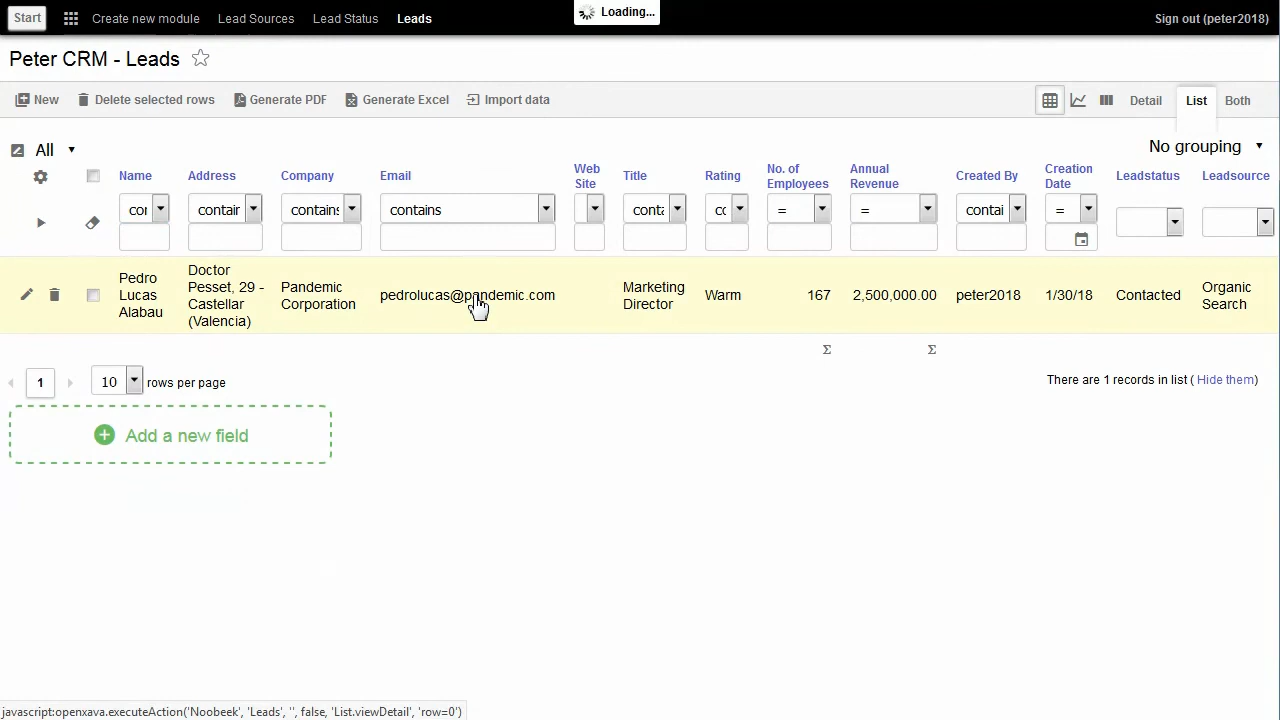 Start Create new module Lead Sources Lead Status Leads Loading... Sign out (peter2018)
Peter CRM - Leads
New Delete selected rows Generate PDF Generate Excel Import data Detail List Both
All No grouping
Name Address Company Email Web Site Title Rating No. of Employees Annual Revenue Created By Creation Date Leadstatus Leadsource
contains contains = = =
Pedro Lucas Alabau
Doctor Pesset, 29 - Castellar (Valencia)
Pandemic Corporation
pedrolucas@pandemic.com
Marketing Director
Warm
167
2,500,000.00
peter2018
1/30/18
Contacted
Organic Search
Σ Σ
1 10 rows per page There are 1 records in list ( Hide them)
Add a new field
javascript:openxava.executeAction('Noobeek', 'Leads', '', false, 'List.viewDetail', 'row=0')